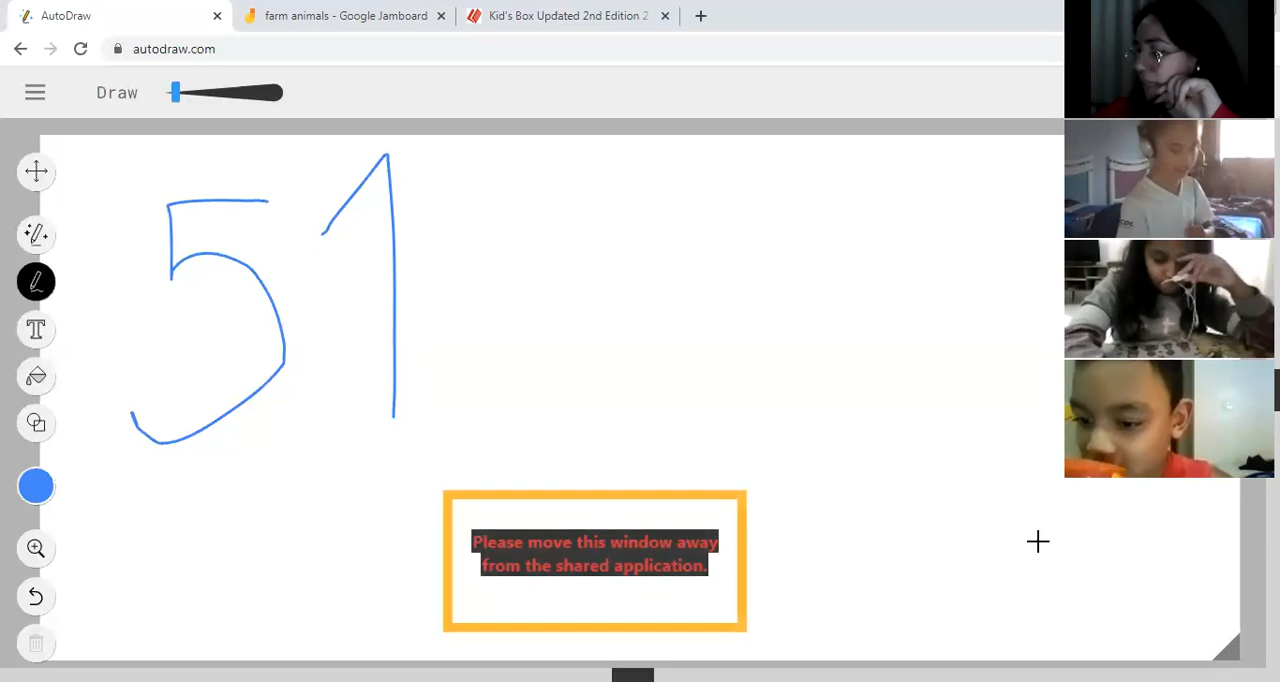 AutoDraw
farm animals - Google Jamboard
Kid's Box Updated 2nd Edition 2
autodraw.com
Draw
51
T
Please move this window away
from the shared application.